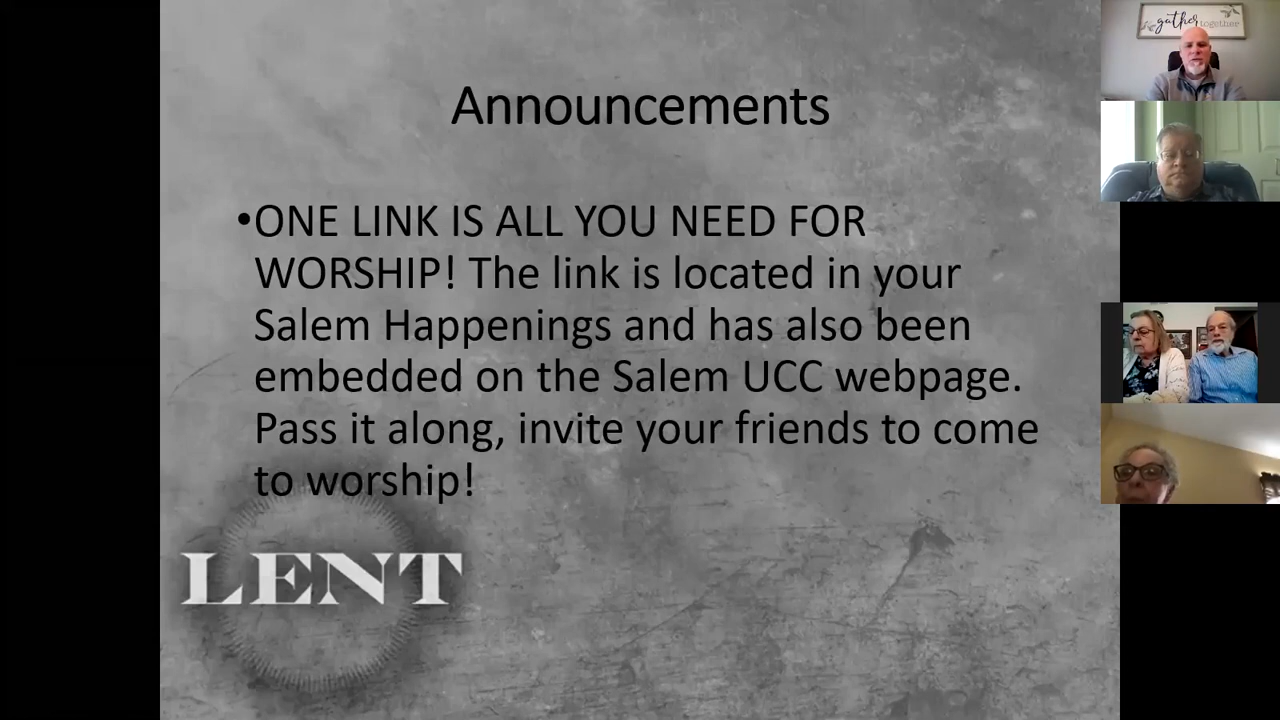 gather together
Announcements
•ONE LINK IS ALL YOU NEED FOR
WORSHIP! The link is located in your
Salem Happenings and has also been
embedded on the Salem UCC webpage.
Pass it along, invite your friends to come
to worship!
LENT